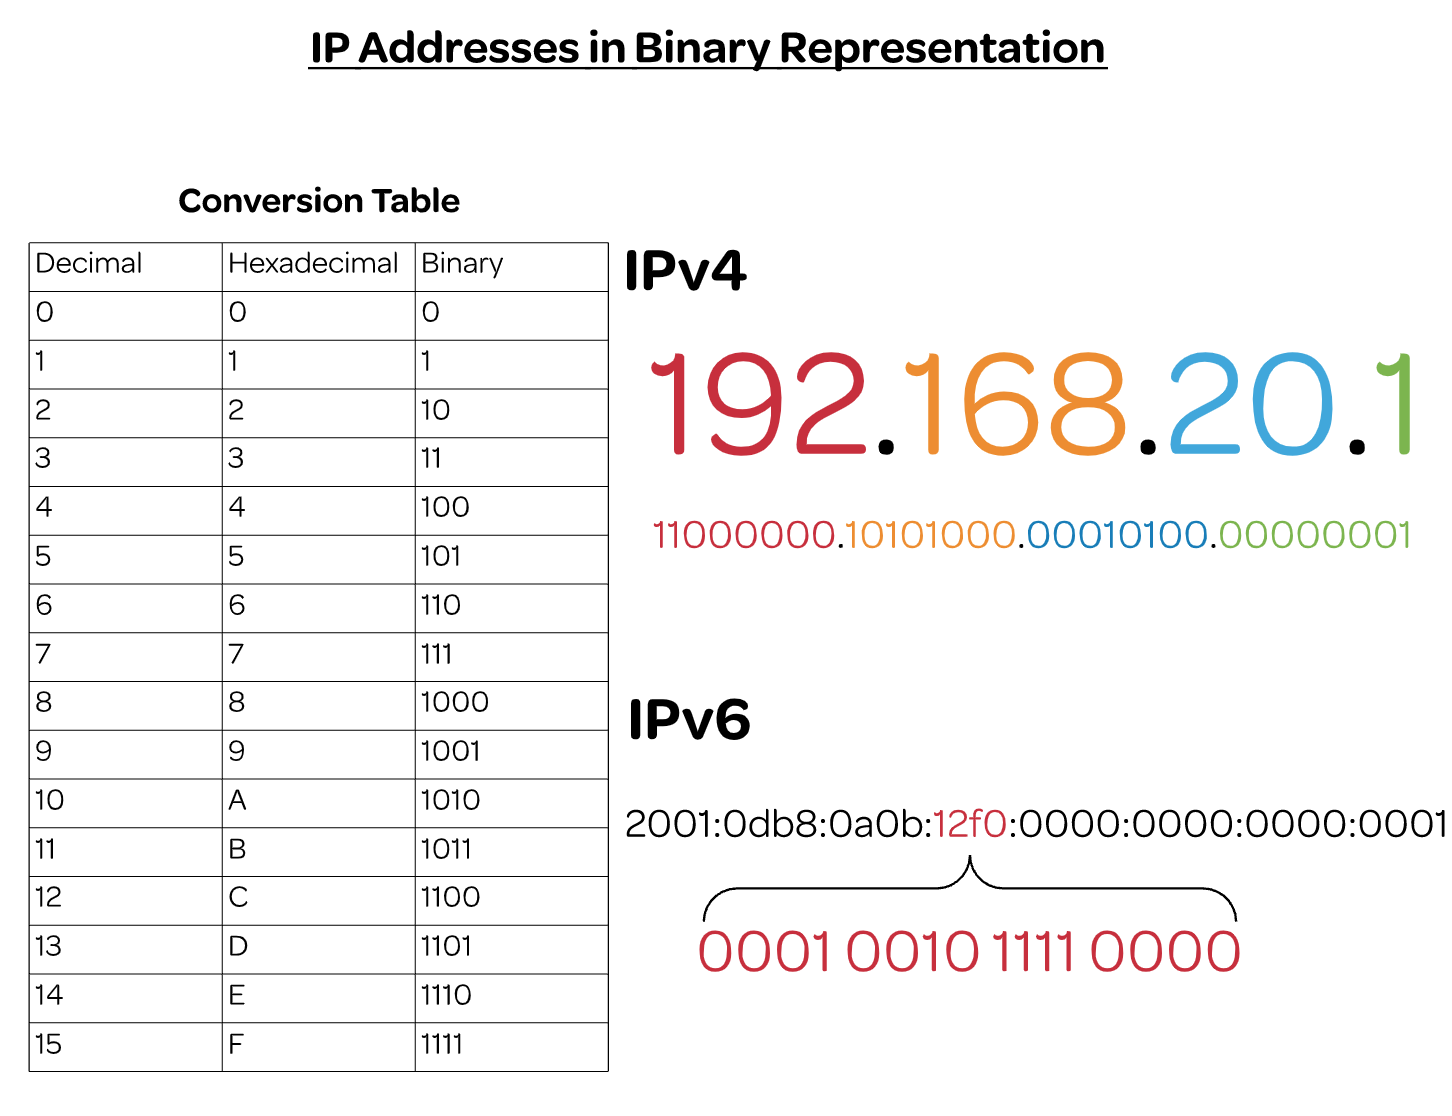 IP Addresses in Binary Representation
Conversion Table
Decimal Hexadecimal Binary
0 0 0
1 1 1
2 2 10
3 3 11
4 4 100
5 5 101
6 6 110
7 7 111
8 8 1000
9 9 1001
10 A 1010
11 B 1011
12 C 1100
13 D 1101
14 E 1110
15 F 1111
IPv4
192.168.20.1
11000000.10101000.00010100.00000001
IPv6
2001:0db8:0a0b:12f0:0000:0000:0000:0001
0001 0010 1111 0000